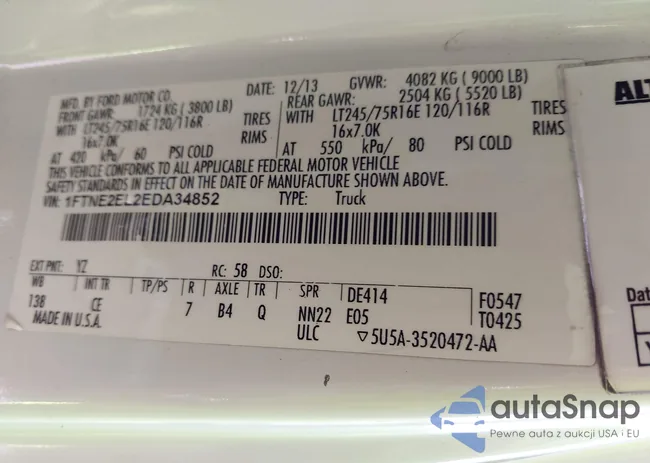 MFD. BY FORD MOTOR CO. DATE: 12/13 GVWR: 4082 KG ( 9000 LB)
FRONT GAWR: 1724 KG ( 3800 LB) REAR GAWR: 2504 KG ( 5520 LB)
WITH LT245/75R16E 120/116R TIRES WITH LT245/75R16E 120/116R TIRES
16x7.0K RIMS 16x7.0K RIMS
AT 420 kPa/ 60 PSI COLD AT 550 kPa/ 80 PSI COLD
THIS VEHICLE CONFORMS TO ALL APPLICABLE FEDERAL MOTOR VEHICLE
SAFETY STANDARDS IN EFFECT ON THE DATE OF MANUFACTURE SHOWN ABOVE.
VIN: 1FTNE2EL2EDA34852 TYPE: Truck
EXT PNT: YZ RC: 58 DSO:
WB INT TR TP/PS R AXLE TR SPR DE414 F0547
138 CE 7 B4 Q NN22 E05 T0425
MADE IN U.S.A. ULC ▽5U5A-3520472-AA
ALT
Dat
autaSnap
Pewne auta z aukcji USA i EU